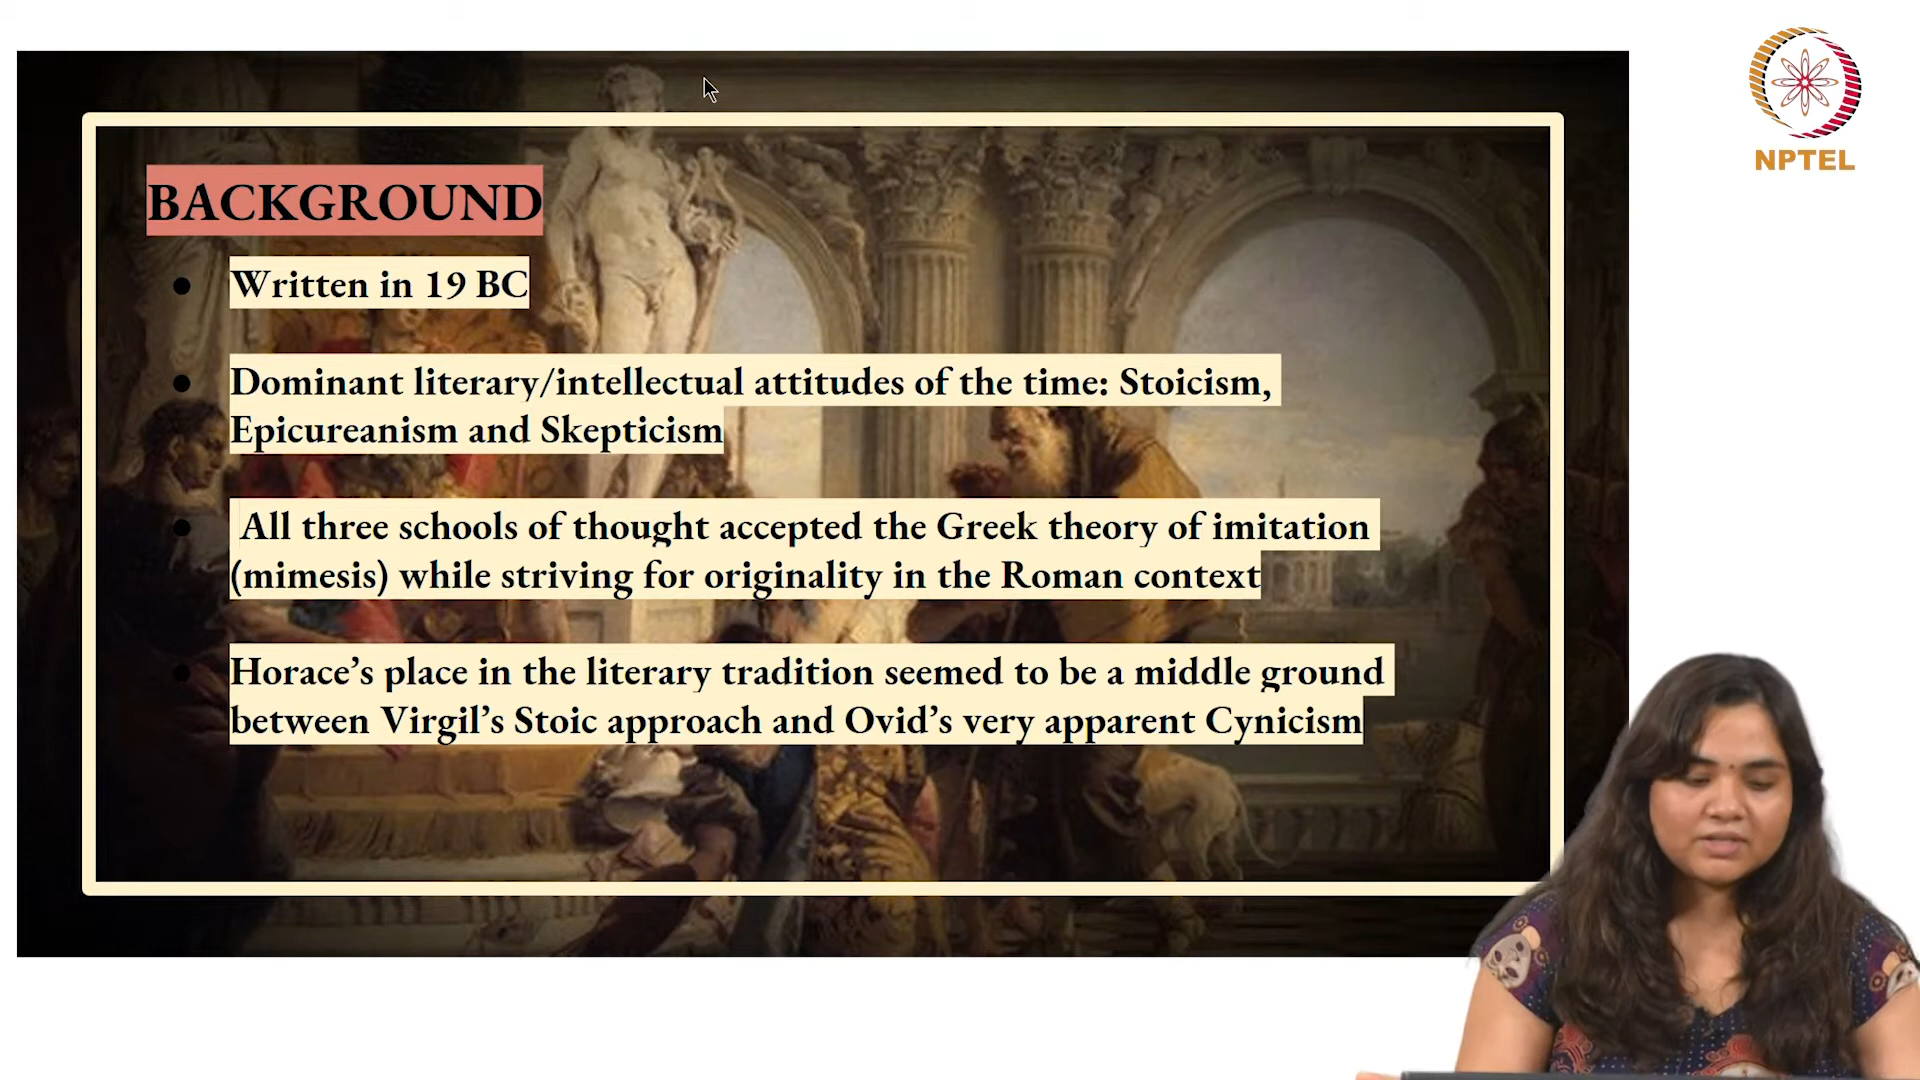 NPTEL
BACKGROUND
Written in 19 BC
Dominant literary/intellectual attitudes of the time: Stoicism,
Epicureanism and Skepticism
All three schools of thought accepted the Greek theory of imitation
(mimesis) while striving for originality in the Roman context
Horace's place in the literary tradition seemed to be a middle ground
between Virgil's Stoic approach and Ovid's very apparent Cynicism